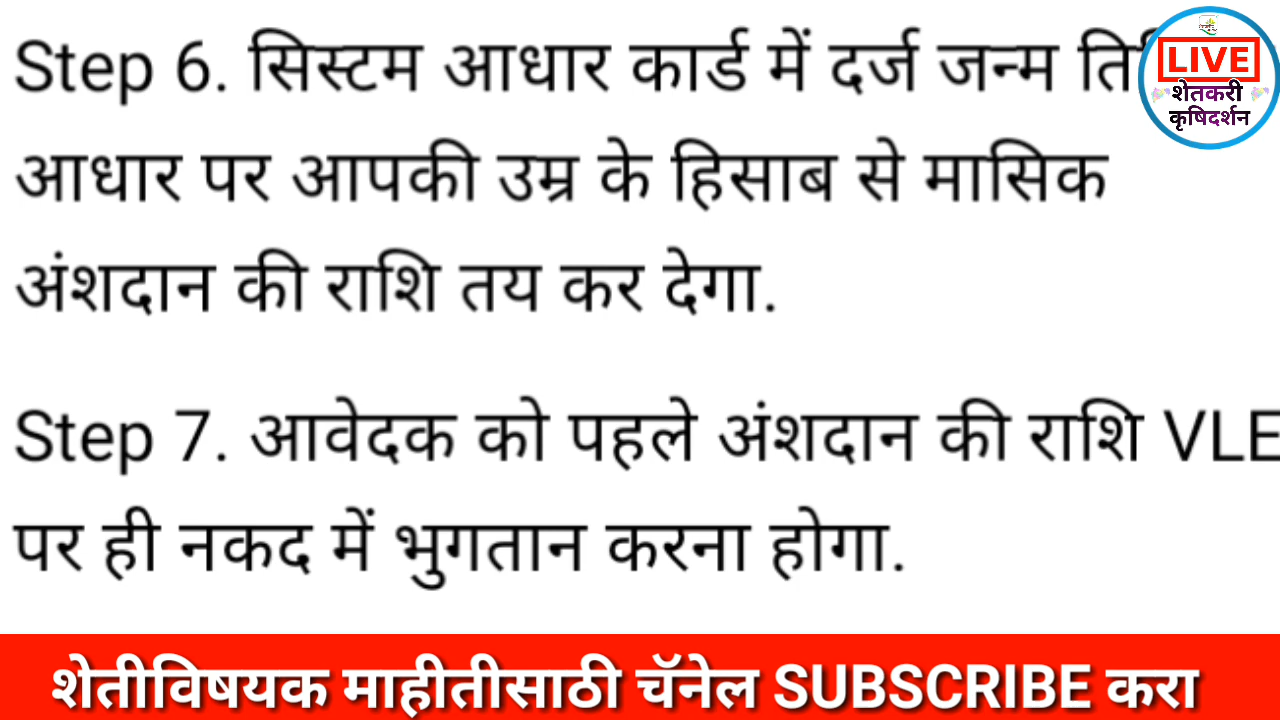 Step 6. सिस्टम आधार कार्ड में दर्ज जन्म
आधार पर आपकी उम्र के हिसाब से मासिक
अंशदान की राशि तय कर देगा.
Step 7. आवेदक को पहले अंशदान की राशि VLE
पर ही नकद में भुगतान करना होगा.
LIVE
शेतकरी
कृषिदर्शन
शेतीविषयक माहीतीसाठी चॅनेल SUBSCRIBE करा